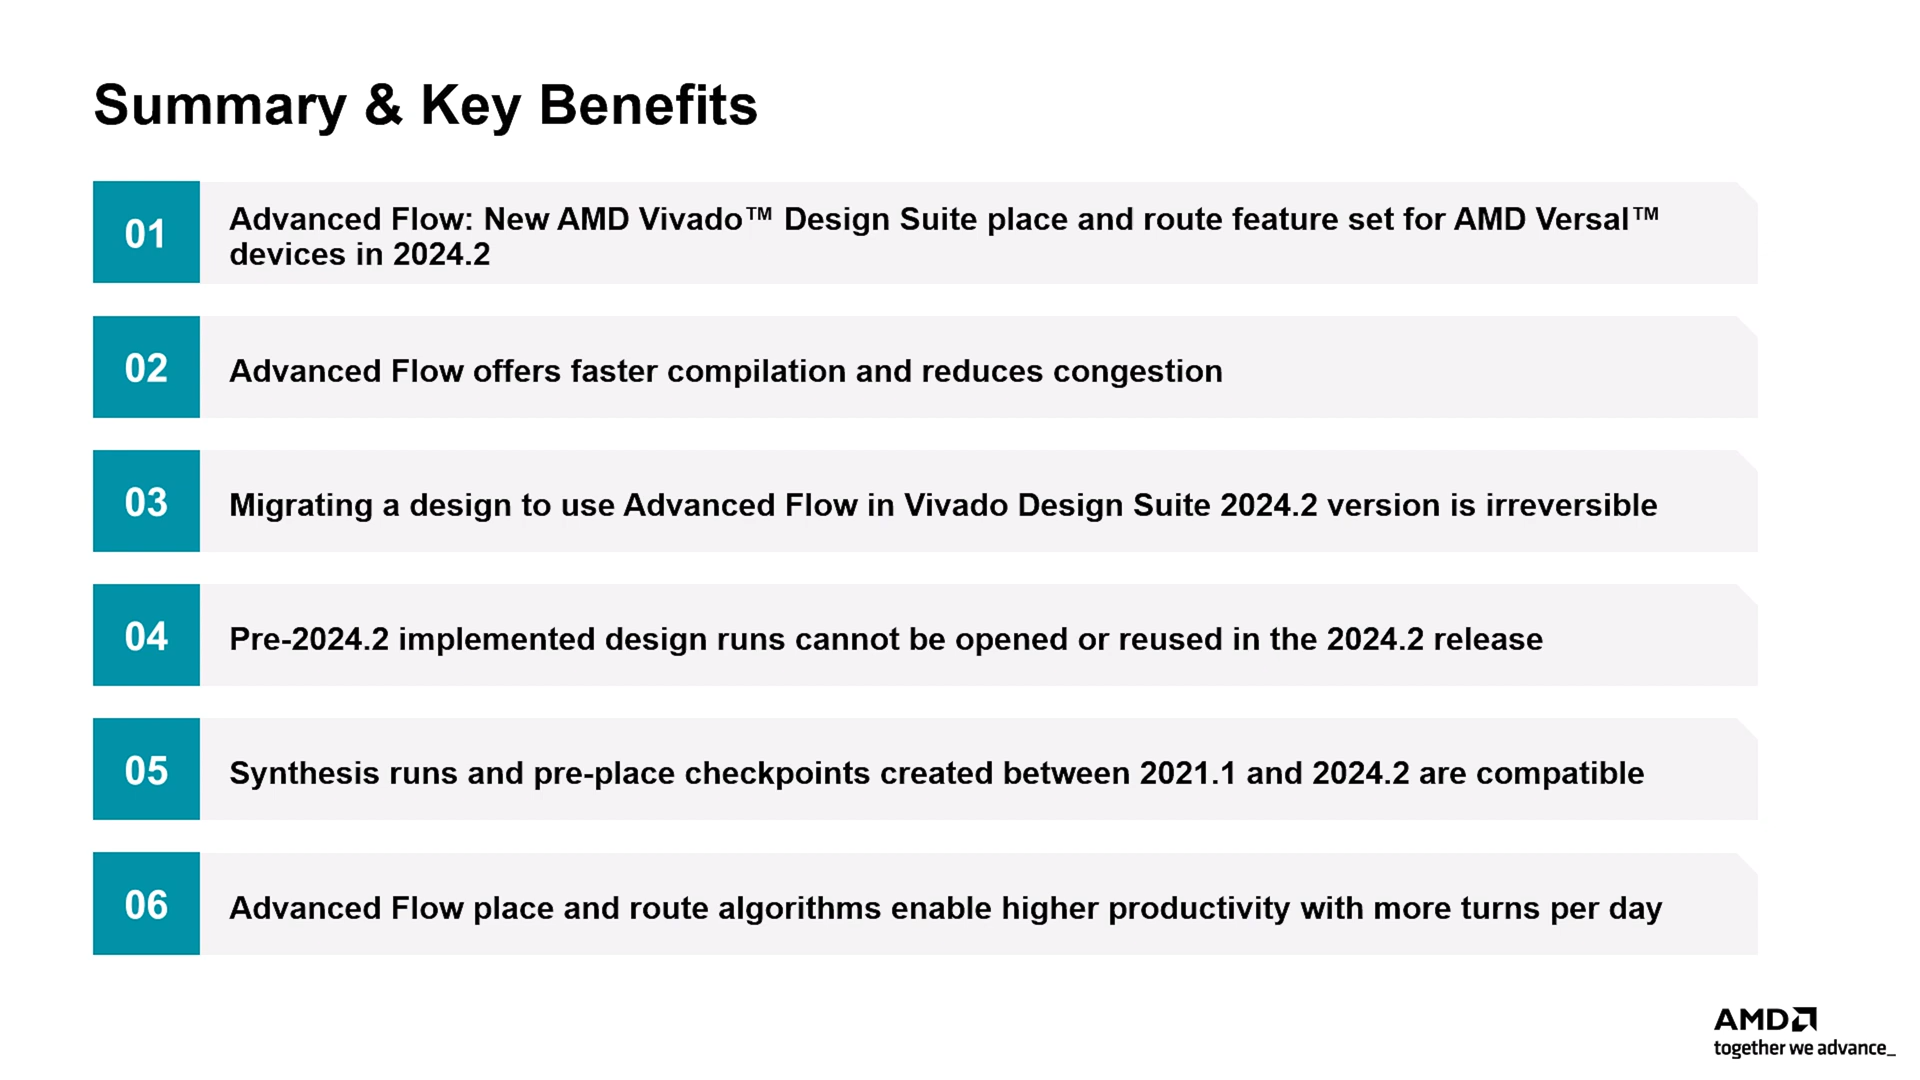 Summary & Key Benefits
01
Advanced Flow: New AMD Vivado™ Design Suite place and route feature set for AMD Versal™
devices in 2024.2
02
Advanced Flow offers faster compilation and reduces congestion
03
Migrating a design to use Advanced Flow in Vivado Design Suite 2024.2 version is irreversible
04
Pre-2024.2 implemented design runs cannot be opened or reused in the 2024.2 release
05
Synthesis runs and pre-place checkpoints created between 2021.1 and 2024.2 are compatible
06
Advanced Flow place and route algorithms enable higher productivity with more turns per day
AMD
together we advance_